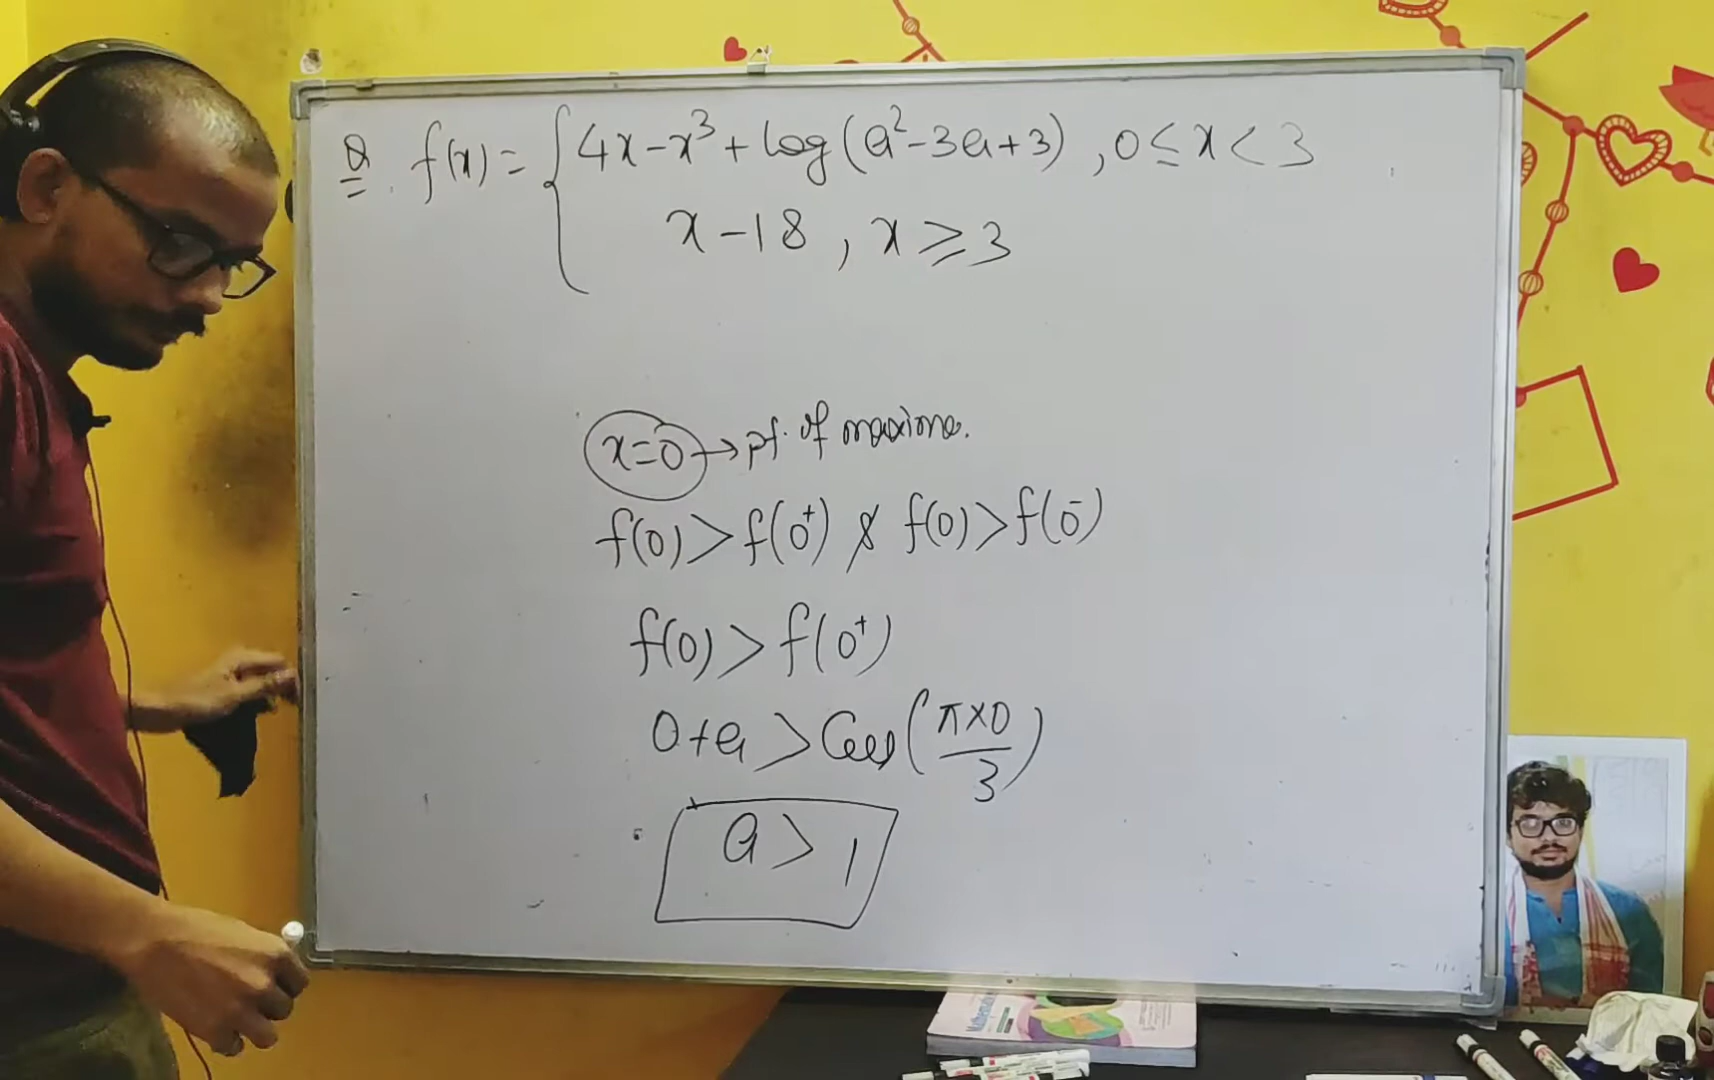 Q. f(x) = { 4x - x³ + log(a² - 3a + 3) , 0 ≤ x < 3
x - 18 , x ≥ 3
x = 0 → pt. of maxima.
f(0) > f(0⁺) & f(0) > f(0⁻)
f(0) > f(0⁺)
0 + a > Cos(π×0/3)
a > 1
Mathematics